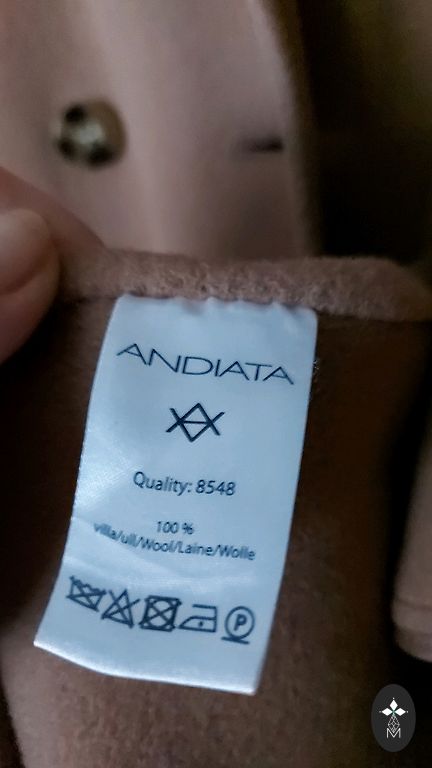 ANDIATA
Quality: 8548
100 %
villa/ull/Wool/Laine/Wolle
P
M